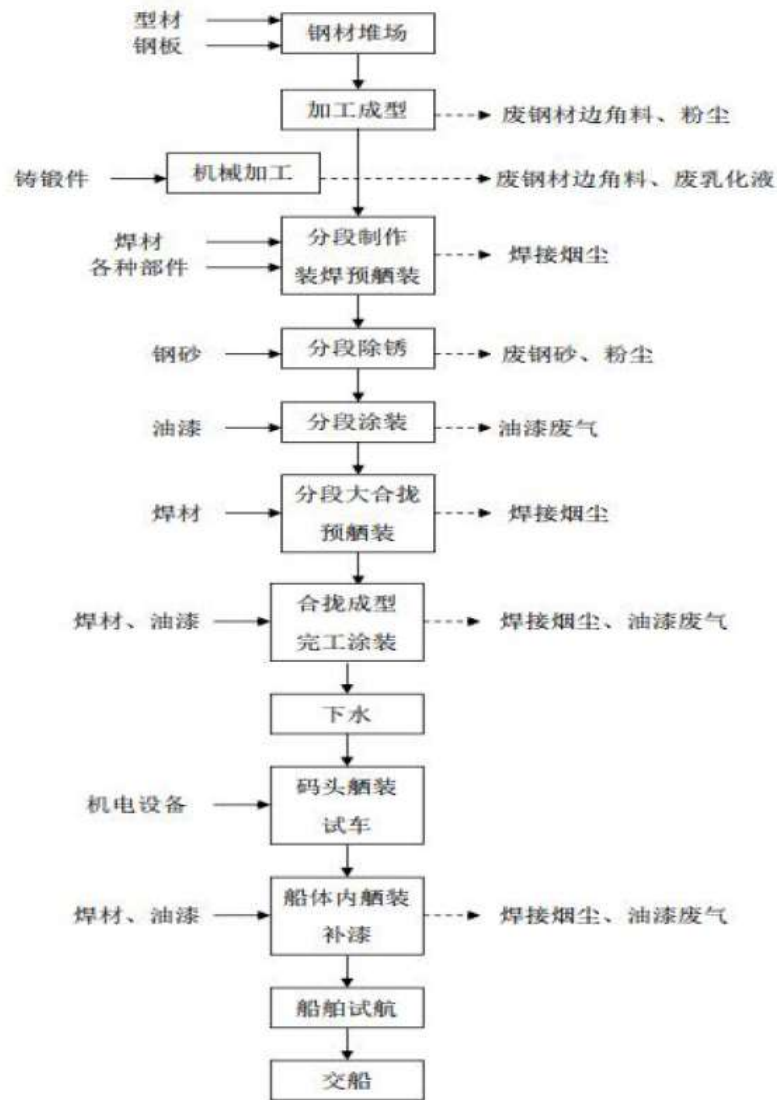 型材
钢板
钢材堆场
加工成型
废钢材边角料、粉尘
铸锻件
机械加工
废钢材边角料、废乳化液
焊材
各种部件
分段制作
装焊预舾装
焊接烟尘
钢砂
分段除锈
废钢砂、粉尘
油漆
分段涂装
油漆废气
焊材
分段大合拢
预舾装
焊接烟尘
焊材、油漆
合拢成型
完工涂装
焊接烟尘、油漆废气
下水
机电设备
码头舾装
试车
焊材、油漆
船体内舾装
补漆
焊接烟尘、油漆废气
船舶试航
交船